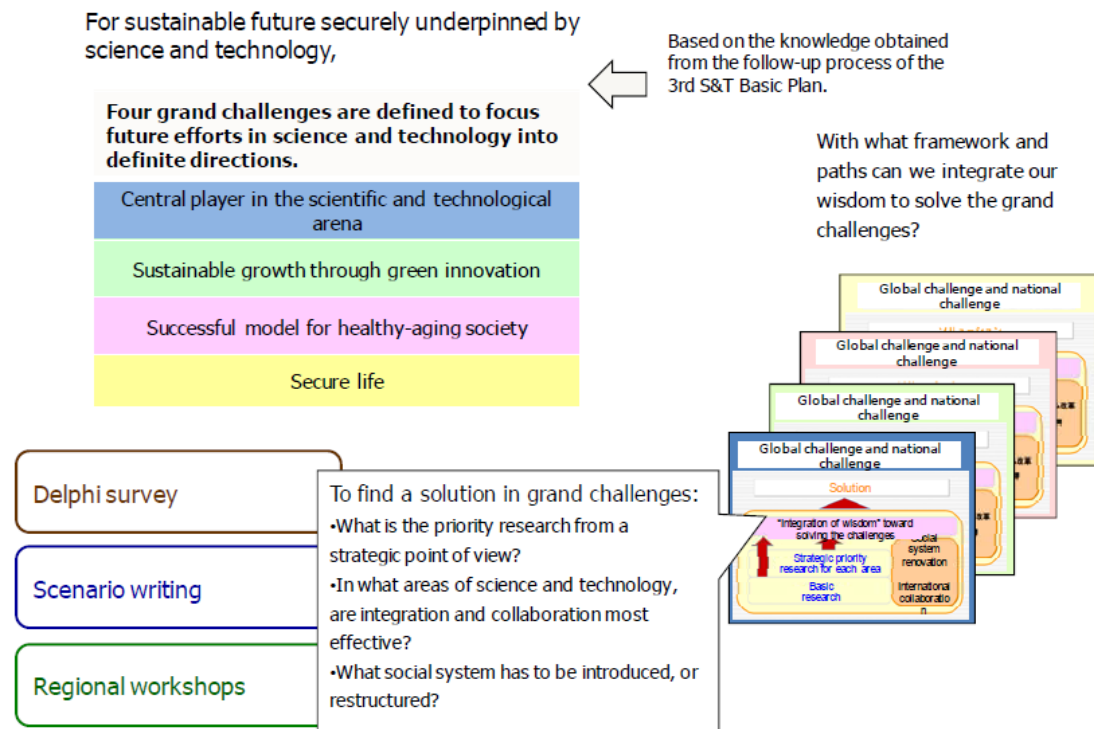 For sustainable future securely underpinned by
science and technology,
Based on the knowledge obtained
from the follow-up process of the
3rd S&T Basic Plan.
Four grand challenges are defined to focus
future efforts in science and technology into
definite directions.
Central player in the scientific and technological
arena
Sustainable growth through green innovation
Successful model for healthy-aging society
Secure life
With what framework and
paths can we integrate our
wisdom to solve the grand
challenges?
Global challenge and national
challenge
Global challenge and national
challenge
Global challenge and national
challenge
Global challenge and national
challenge
Solution
"Integration of wisdom" toward
solving the challenges
Strategic priority
research for each area
Basic
research
system
renovation
International
collaboratio
n
Delphi survey
Scenario writing
Regional workshops
To find a solution in grand challenges:
•What is the priority research from a
strategic point of view?
•In what areas of science and technology,
are integration and collaboration most
effective?
•What social system has to be introduced, or
restructured?